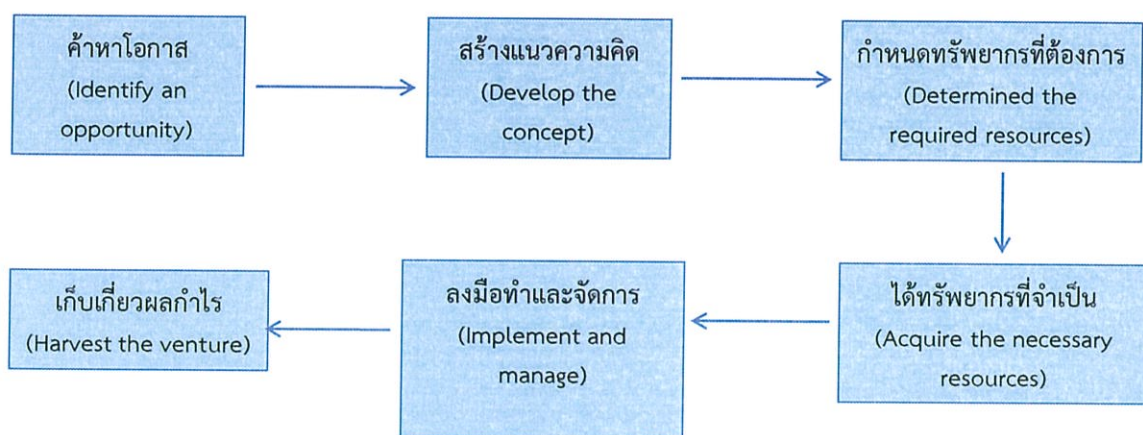 ค้าหาโอกาส
(Identify an
opportunity)
สร้างแนวความคิด
(Develop the
concept)
กำหนดทรัพยากรที่ต้องการ
(Determined the
required resources)
ได้ทรัพยากรที่จำเป็น
(Acquire the necessary
resources)
ลงมือทำและจัดการ
(Implement and
manage)
เก็บเกี่ยวผลกำไร
(Harvest the venture)